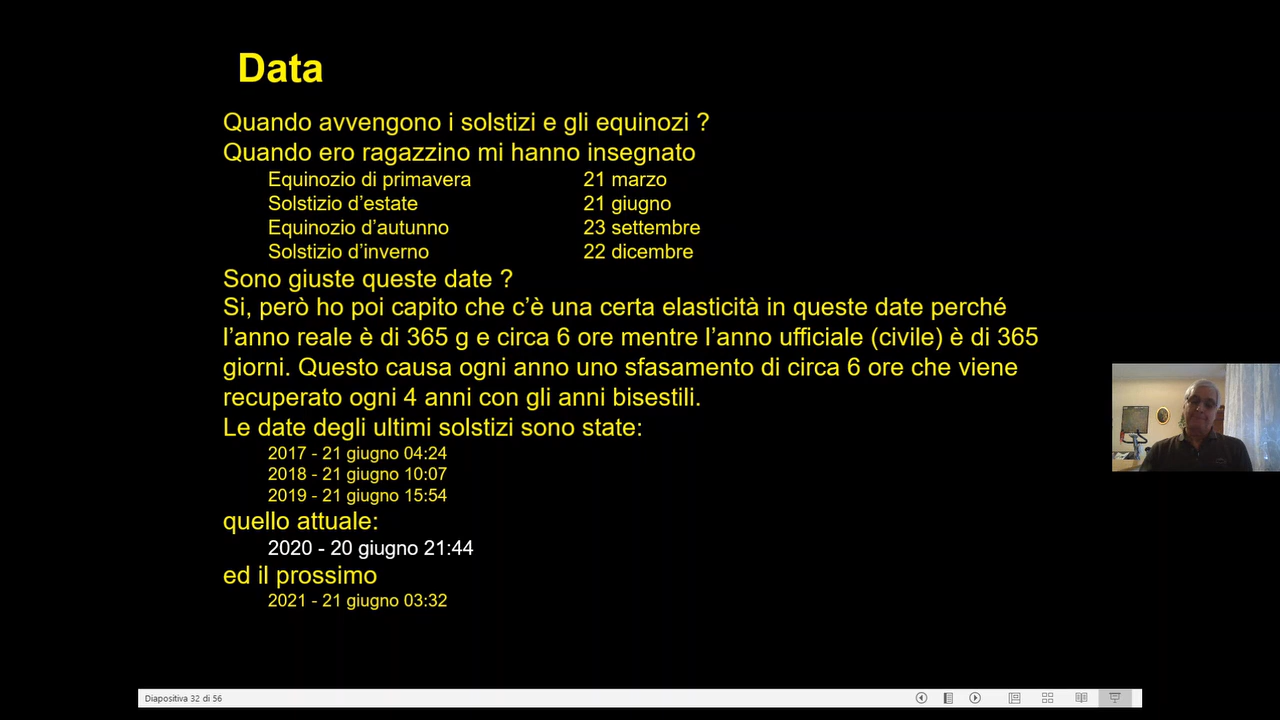 Data
Quando avvengono i solstizi e gli equinozi ?
Quando ero ragazzino mi hanno insegnato
Equinozio di primavera 21 marzo
Solstizio d’estate 21 giugno
Equinozio d’autunno 23 settembre
Solstizio d’inverno 22 dicembre
Sono giuste queste date ?
Si, però ho poi capito che c’è una certa elasticità in queste date perché
l’anno reale è di 365 g e circa 6 ore mentre l’anno ufficiale (civile) è di 365
giorni. Questo causa ogni anno uno sfasamento di circa 6 ore che viene
recuperato ogni 4 anni con gli anni bisestili.
Le date degli ultimi solstizi sono state:
2017 - 21 giugno 04:24
2018 - 21 giugno 10:07
2019 - 21 giugno 15:54
quello attuale:
2020 - 20 giugno 21:44
ed il prossimo
2021 - 21 giugno 03:32
Diapositiva 32 di 56